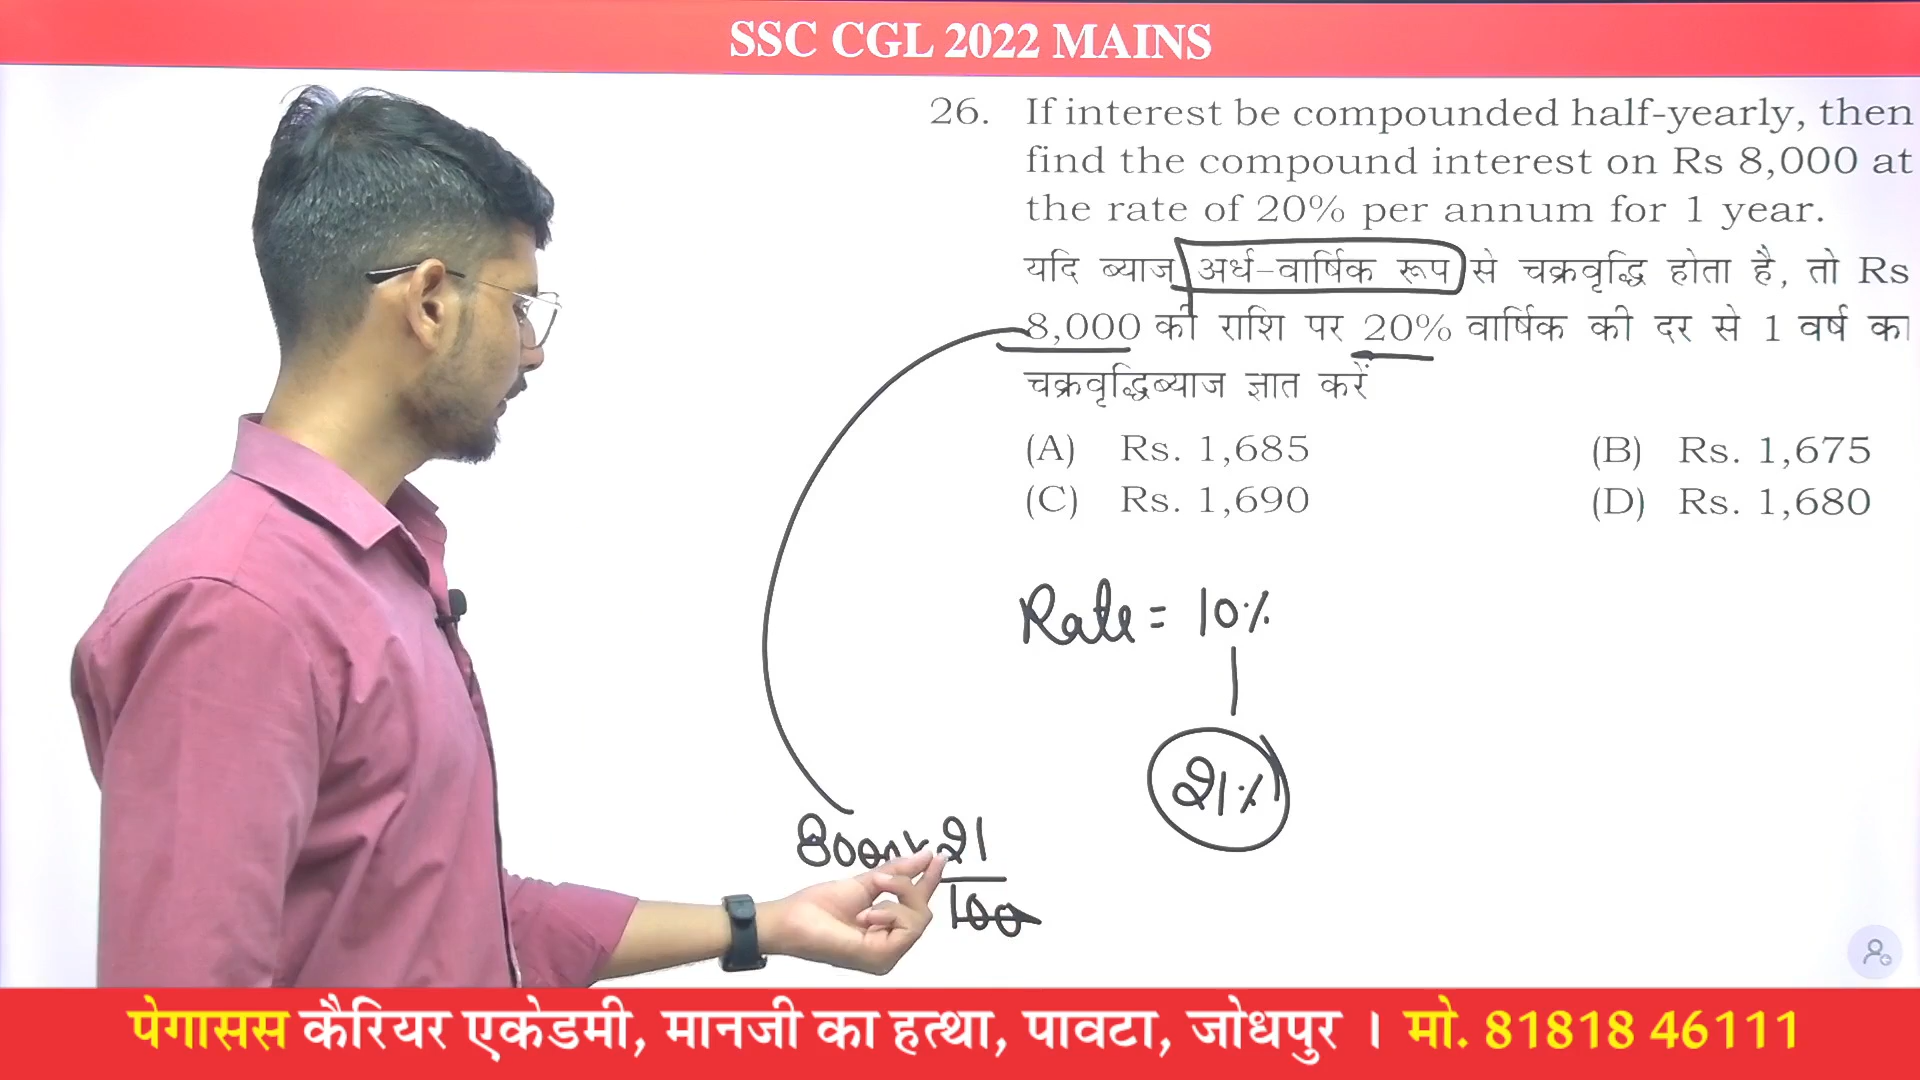 SSC CGL 2022 MAINS
26. If interest be compounded half-yearly, then
find the compound interest on Rs 8,000 at
the rate of 20% per annum for 1 year.
यदि ब्याज अर्ध-वार्षिक रूप से चक्रवृद्धि होता है, तो Rs
8,000 की राशि पर 20% वार्षिक की दर से 1 वर्ष का
चक्रवृद्धिब्याज ज्ञात करें
(A) Rs. 1,685 (B) Rs. 1,675
(C) Rs. 1,690 (D) Rs. 1,680
Rate = 10%
21%
8000 × 21
100
पेगासस कैरियर एकेडमी, मानजी का हत्था, पावटा, जोधपुर । मो. 81818 46111